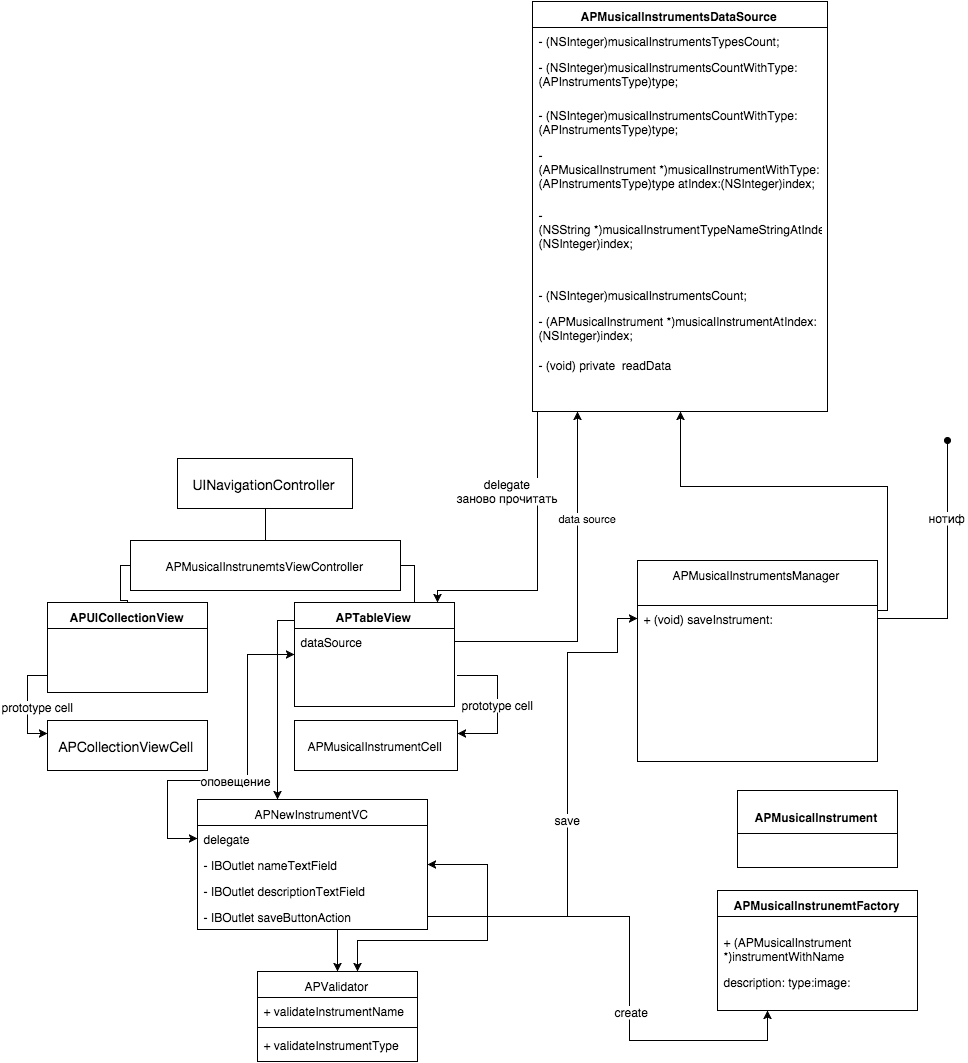 APMusicalInstrumentsDataSource
- (NSInteger)musicalInstrumentsTypesCount;
- (NSInteger)musicalInstrumentsCountWithType:
(APInstrumentsType)type;
- (NSInteger)musicalInstrumentsCountWithType:
(APInstrumentsType)type;
-
(APMusicalInstrument *)musicalInstrumentWithType:
(APInstrumentsType)type atIndex:(NSInteger)index;
-
(NSString *)musicalInstrumentTypeNameStringAtInde
(NSInteger)index;
- (NSInteger)musicalInstrumentsCount;
- (APMusicalInstrument *)musicalInstrumentAtIndex:
(NSInteger)index;
- (void) private readData
UINavigationController
delegate
заново прочитать
data source
нотиф
APMusicalInstrunemtsViewController
APMusicalInstrumentsManager
+ (void) saveInstrument:
APUICollectionView
APTableView
dataSource
prototype cell
prototype cell
APCollectionViewCell
APMusicalInstrumentCell
оповещение
APNewInstrumentVC
delegate
- IBOutlet nameTextField
- IBOutlet descriptionTextField
- IBOutlet saveButtonAction
save
APMusicalInstrument
APMusicalInstrunemtFactory
+ (APMusicalInstrument
*)instrumentWithName
description: type:image:
create
APValidator
+ validateInstrumentName
+ validateInstrumentType